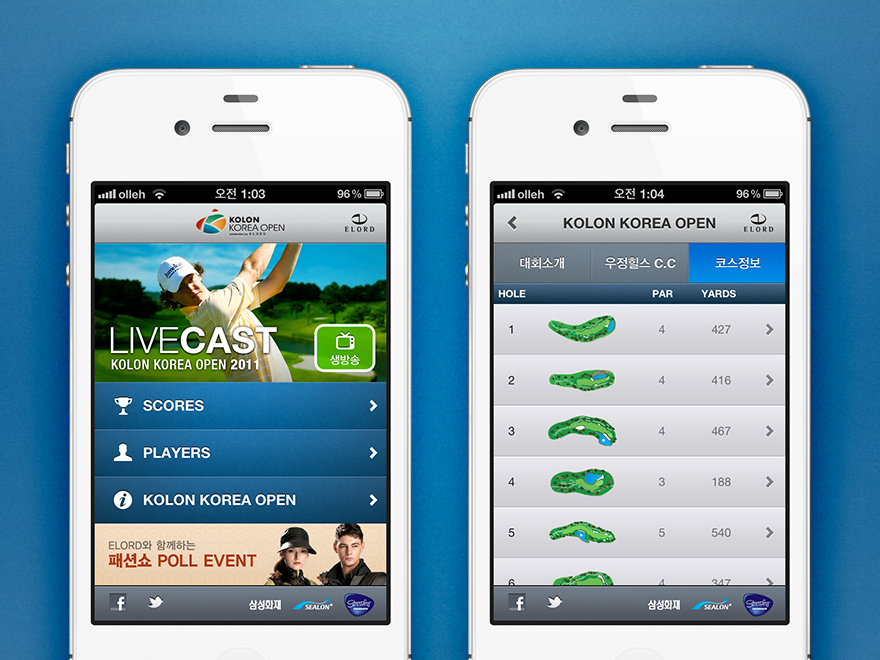 olleh 오전 1:03 96 %
KOLON
KOREA OPEN
ELORD
LIVECAST
KOLON KOREA OPEN 2011
생방송
SCORES
PLAYERS
KOLON KOREA OPEN
ELORD와 함께하는
패션쇼 POLL EVENT
f 삼성화재 SEALON
olleh 오전 1:04 96 %
KOLON KOREA OPEN ELORD
대회소개 우정힐스 C.C 코스정보
HOLE PAR YARDS
1 4 427
2 4 416
3 4 467
4 3 188
5 5 540
6 4 347
f 삼성화재 SEALON